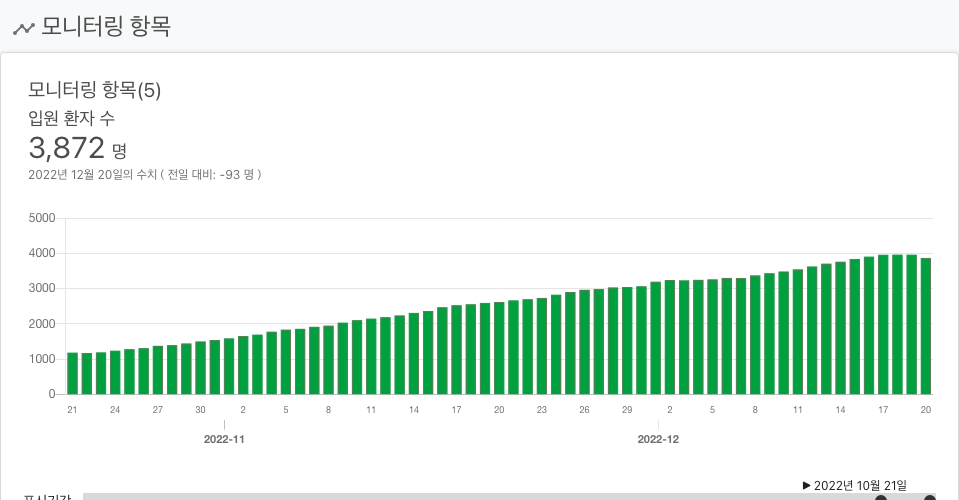 모니터링 항목
모니터링 항목(5)
입원 환자 수
3,872 명
2022년 12월 20일의 수치 ( 전일 대비: -93 명 )
5000
4000
3000
2000
1000
0
21 24 27 30 2 5 8 11 14 17 20 23 26 29 2 5 8 11 14 17 20
2022-11 2022-12
▶ 2022년 10월 21일
표시기간